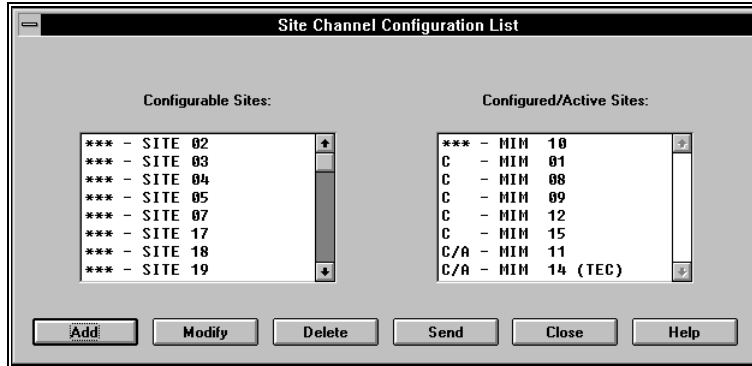 Site Channel Configuration List
Configurable Sites:
*** - SITE 02
*** - SITE 03
*** - SITE 04
*** - SITE 05
*** - SITE 07
*** - SITE 17
*** - SITE 18
*** - SITE 19
Configured/Active Sites:
*** - MIM 10
C - MIM 01
C - MIM 08
C - MIM 09
C - MIM 12
C - MIM 15
C/A - MIM 11
C/A - MIM 14 (TEC)
Add Modify Delete Send Close Help